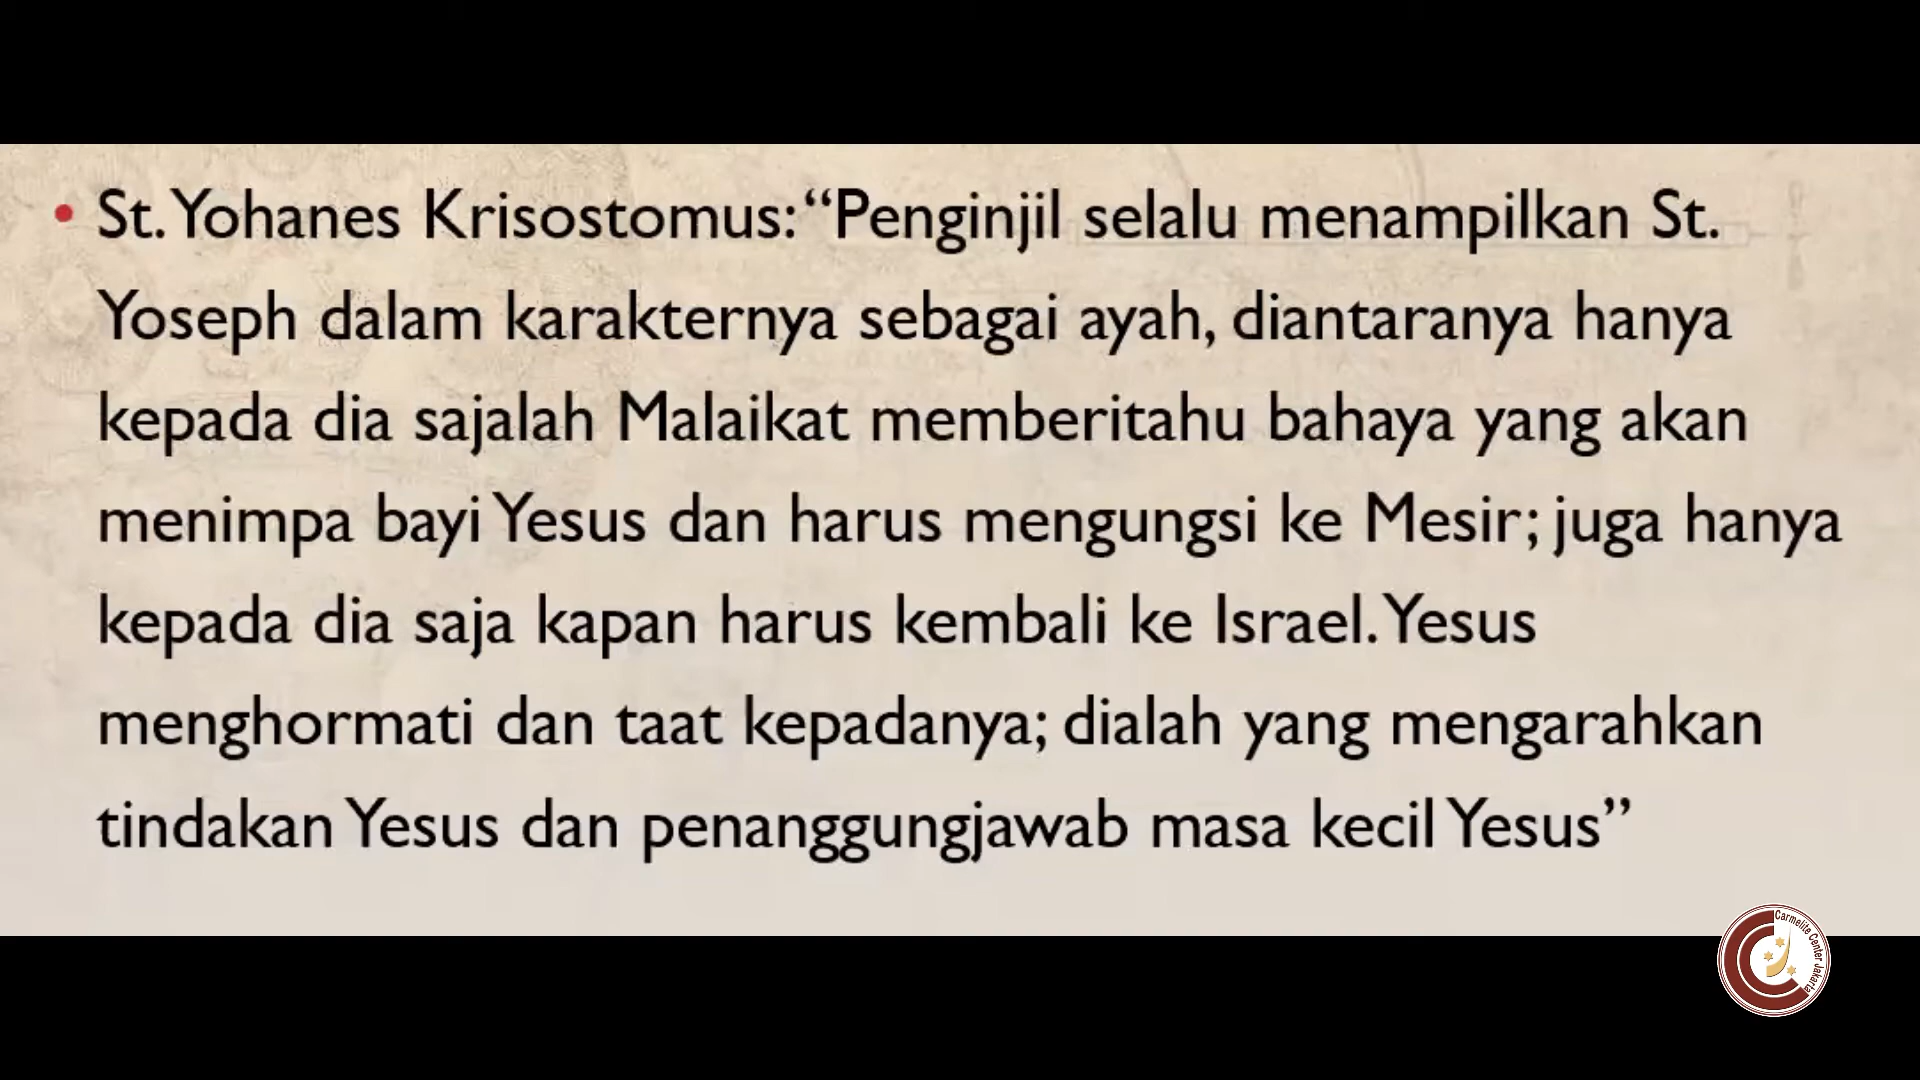 • St. Yohanes Krisostomus: “Penginjil selalu menampilkan St.
Yoseph dalam karakternya sebagai ayah, diantaranya hanya
kepada dia sajalah Malaikat memberitahu bahaya yang akan
menimpa bayi Yesus dan harus mengungsi ke Mesir; juga hanya
kepada dia saja kapan harus kembali ke Israel. Yesus
menghormati dan taat kepadanya; dialah yang mengarahkan
tindakan Yesus dan penanggungjawab masa kecil Yesus”
Carmelite Center Jakarta